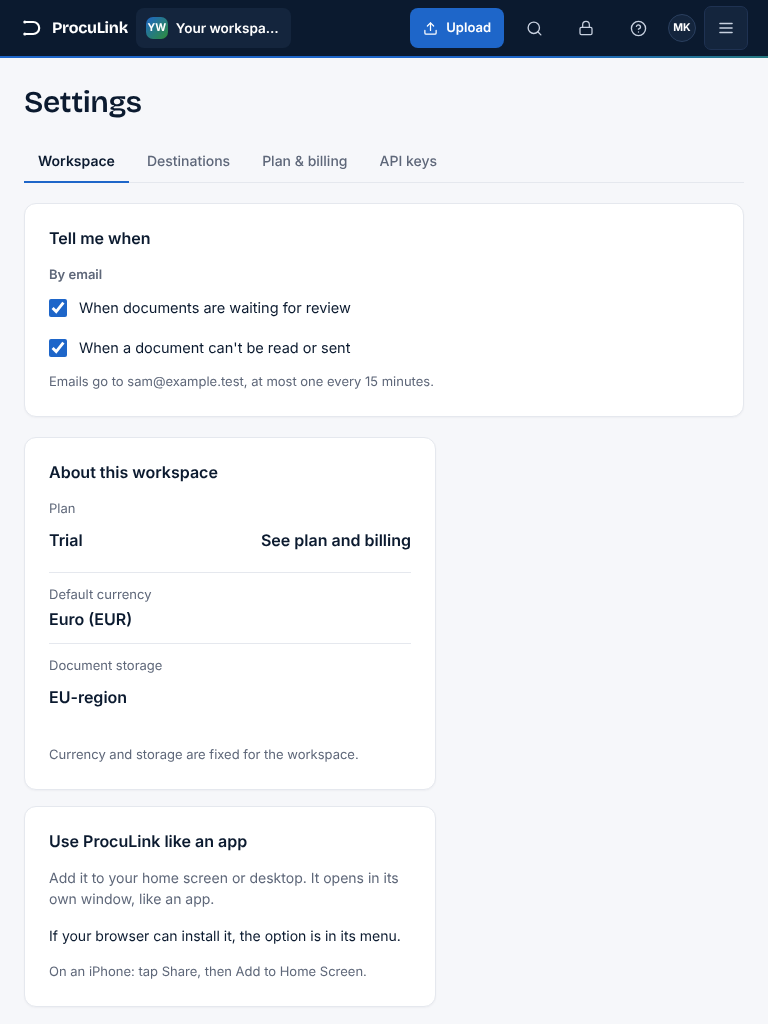 ProcuLink
YW
Your workspa...
Upload
MK
Settings
Workspace
Destinations
Plan & billing
API keys
Tell me when
By email
When documents are waiting for review
When a document can't be read or sent
Emails go to sam@example.test, at most one every 15 minutes.
About this workspace
Plan
Trial
See plan and billing
Default currency
Euro (EUR)
Document storage
EU-region
Currency and storage are fixed for the workspace.
Use ProcuLink like an app
Add it to your home screen or desktop. It opens in its
own window, like an app.
If your browser can install it, the option is in its menu.
On an iPhone: tap Share, then Add to Home Screen.